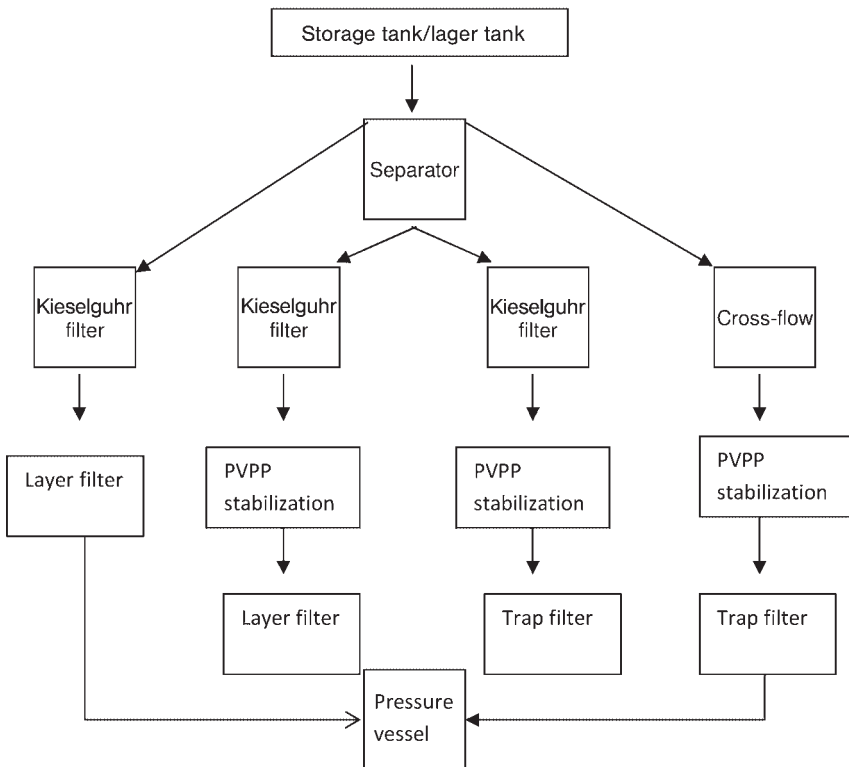 Storage tank/lager tank
Separator
Kieselguhr
filter
Kieselguhr
filter
Kieselguhr
filter
Cross-flow
Layer filter
PVPP
stabilization
PVPP
stabilization
PVPP
stabilization
Layer filter
Trap filter
Trap filter
Pressure
vessel